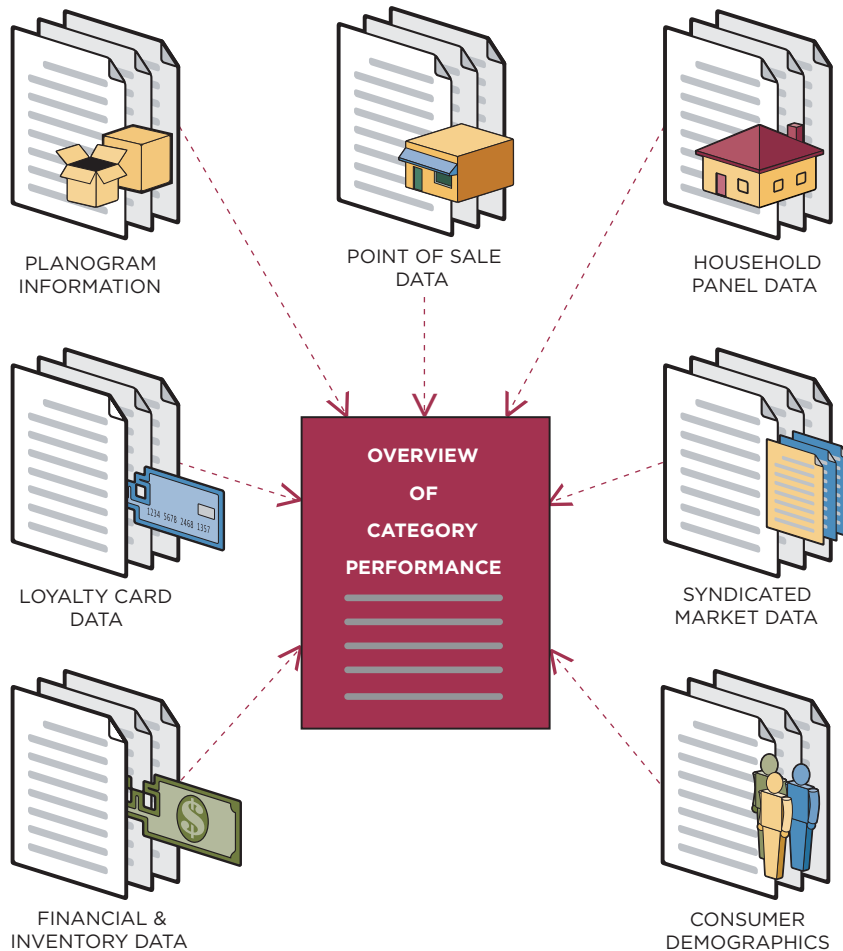 PLANOGRAM
INFORMATION
POINT OF SALE
DATA
HOUSEHOLD
PANEL DATA
OVERVIEW
OF
CATEGORY
PERFORMANCE
1234 5678 2468 1357
LOYALTY CARD
DATA
SYNDICATED
MARKET DATA
$
FINANCIAL &
INVENTORY DATA
CONSUMER
DEMOGRAPHICS